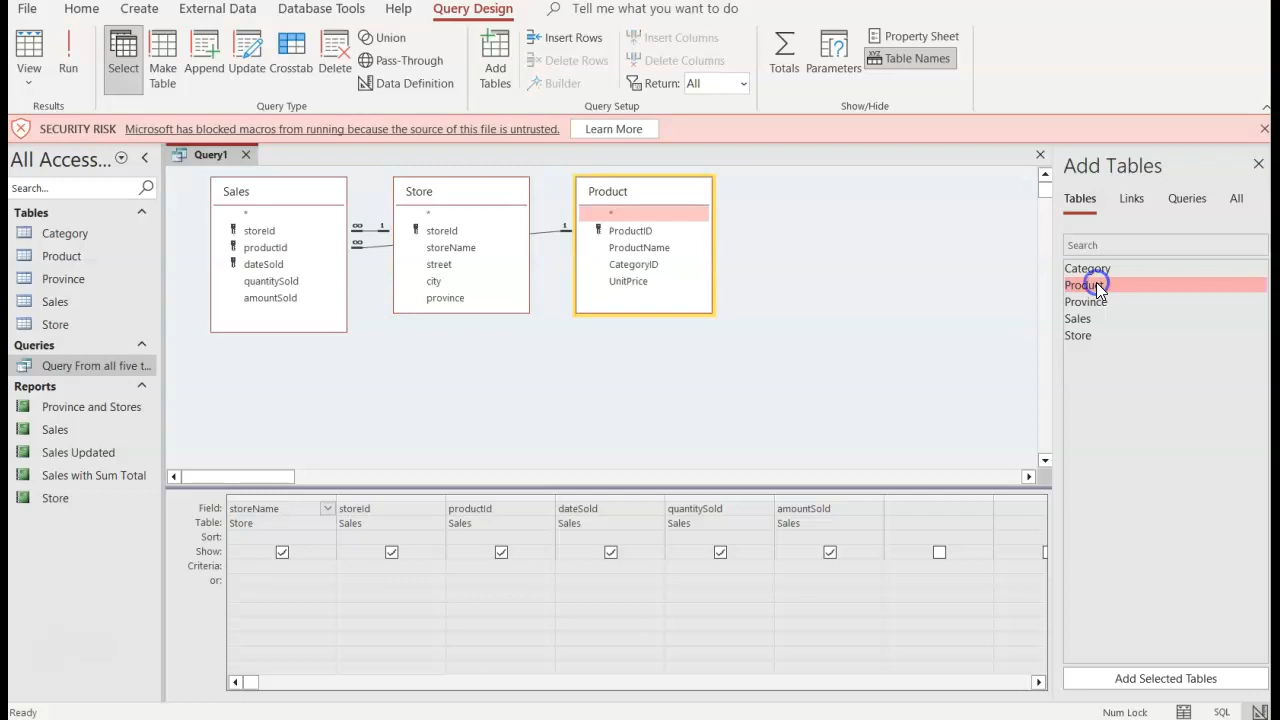 File Home Create External Data Database Tools Help Query Design Tell me what you want to do
View Run Select Make Table Append Update Crosstab Delete Union Pass-Through Data Definition Add Tables Insert Rows Delete Rows Builder Insert Columns Delete Columns Return: All Totals Parameters Property Sheet Table Names
Results Query Type Query Setup Show/Hide
SECURITY RISK Microsoft has blocked macros from running because the source of this file is untrusted. Learn More
All Access...
Search...
Tables
Category
Product
Province
Sales
Store
Queries
Query From all five t...
Reports
Province and Stores
Sales
Sales Updated
Sales with Sum Total
Store
Query1
Sales
*
storeId
productId
dateSold
quantitySold
amountSold
∞ 1
∞
Store
*
storeId
storeName
street
city
province
1
Product
*
ProductID
ProductName
CategoryID
UnitPrice
Field: storeName storeId productId dateSold quantitySold amountSold
Table: Store Sales Sales Sales Sales Sales
Sort:
Show:
Criteria:
or:
Add Tables
Tables Links Queries All
Search
Category
Product
Province
Sales
Store
Add Selected Tables
Ready Num Lock SQL